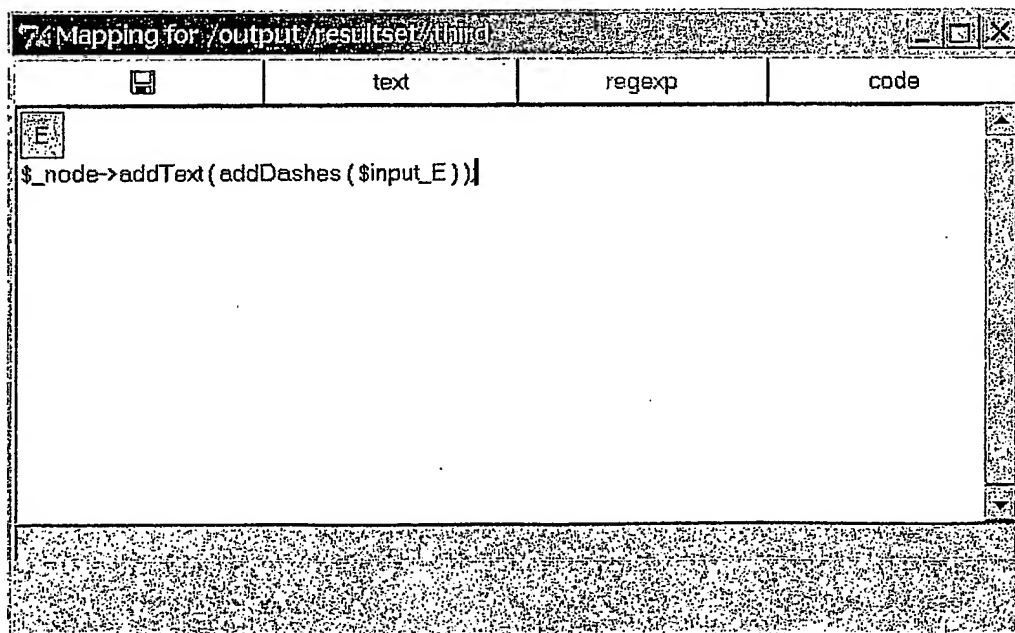 Mapping for /output/resultset/third
text regexp code
E
$_node->addText(addDashes($input_E));